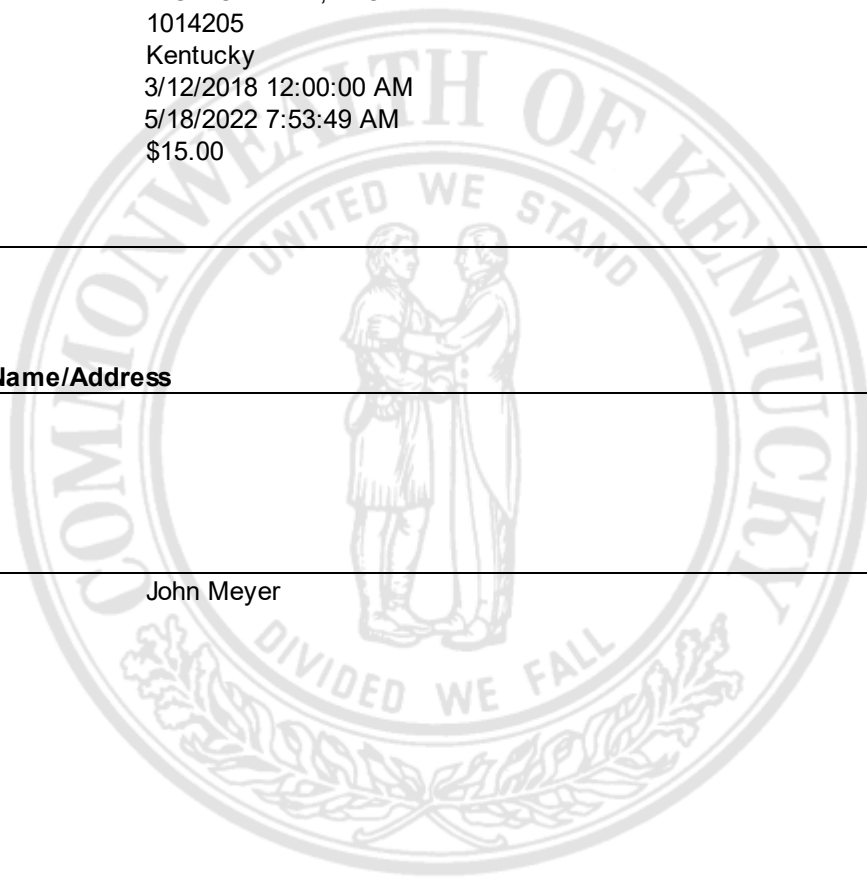 1014205
Kentucky
3/12/2018 12:00:00 AM
5/18/2022 7:53:49 AM
$15.00
COMMONWEALTH OF KENTUCKY
UNITED WE STAND
Name/Address
John Meyer
DIVIDED WE FALL